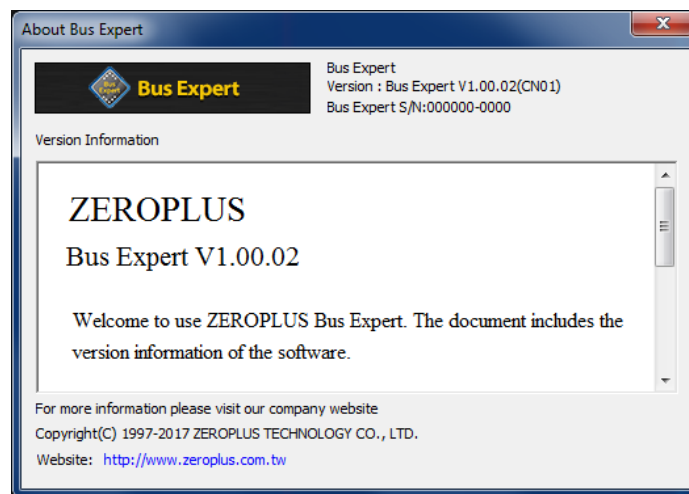 About Bus Expert
Bus Expert
Bus Expert
Bus Expert
Version : Bus Expert V1.00.02(CN01)
Bus Expert S/N:000000-0000
Version Information
ZEROPLUS
Bus Expert V1.00.02
Welcome to use ZEROPLUS Bus Expert. The document includes the
version information of the software.
For more information please visit our company website
Copyright(C) 1997-2017 ZEROPLUS TECHNOLOGY CO., LTD.
Website: http://www.zeroplus.com.tw